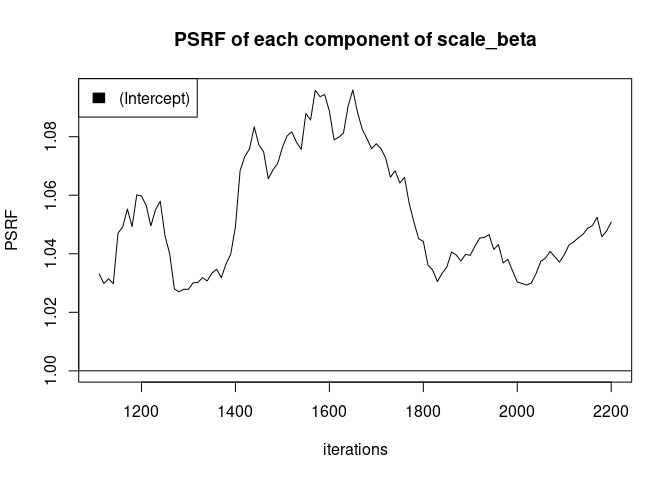 PSRF of each component of scale_beta
(Intercept)
PSRF
1.08
1.06
1.04
1.02
1.00
1200 1400 1600 1800 2000 2200
iterations